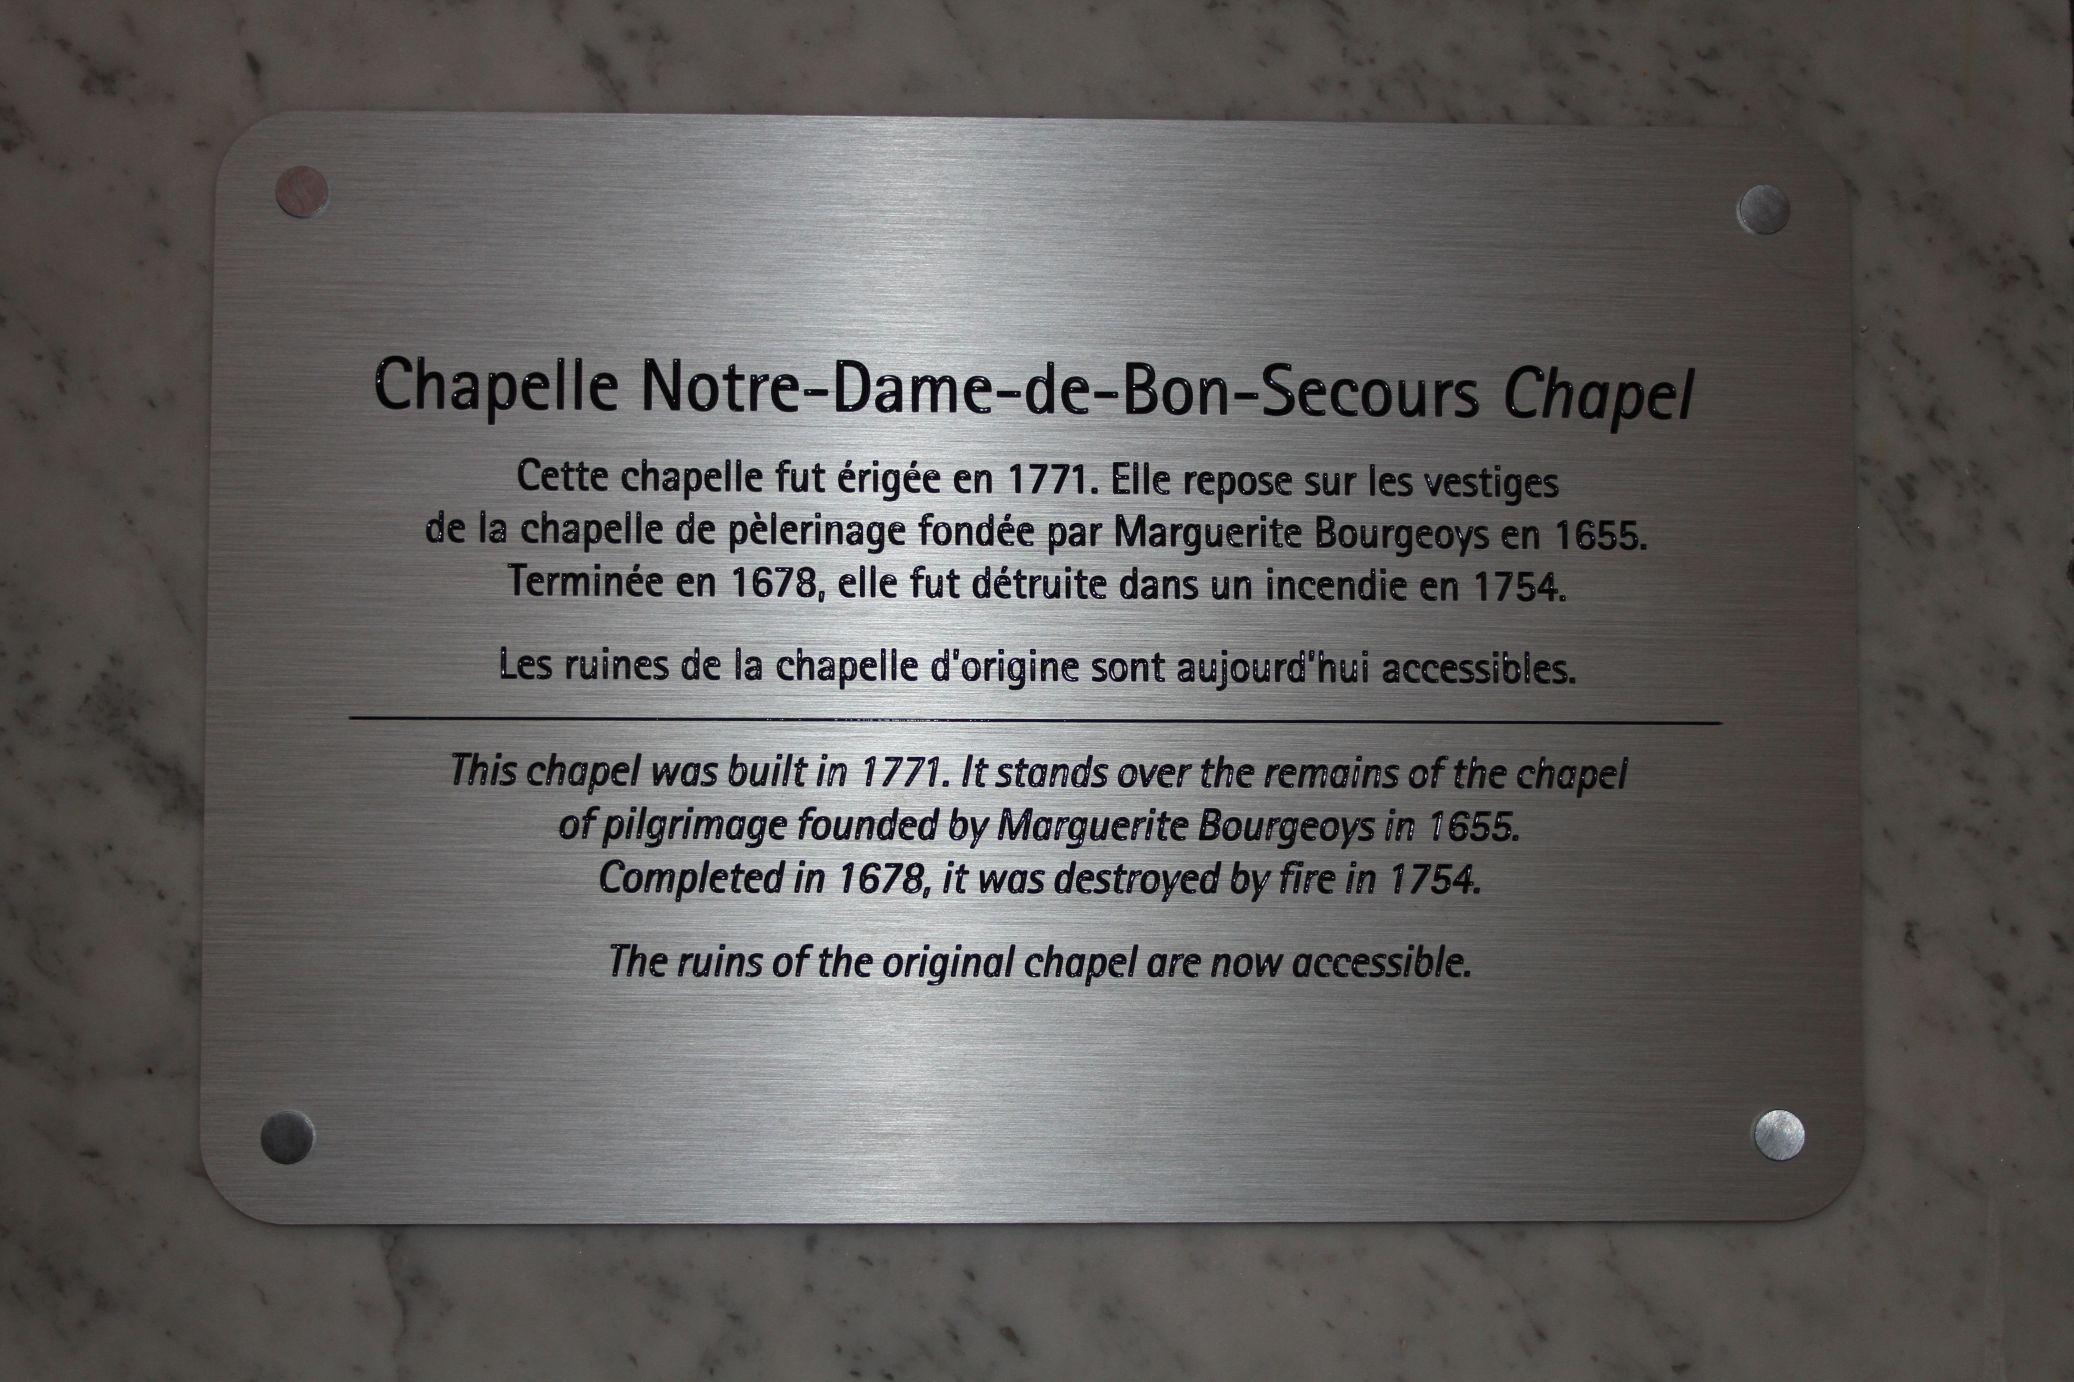 Chapelle Notre-Dame-de-Bon-Secours Chapel
Cette chapelle fut érigée en 1771. Elle repose sur les vestiges
de la chapelle de pèlerinage fondée par Marguerite Bourgeoys en 1655.
Terminée en 1678, elle fut détruite dans un incendie en 1754.
Les ruines de la chapelle d'origine sont aujourd'hui accessibles.
This chapel was built in 1771. It stands over the remains of the chapel
of pilgrimage founded by Marguerite Bourgeoys in 1655.
Completed in 1678, it was destroyed by fire in 1754.
The ruins of the original chapel are now accessible.